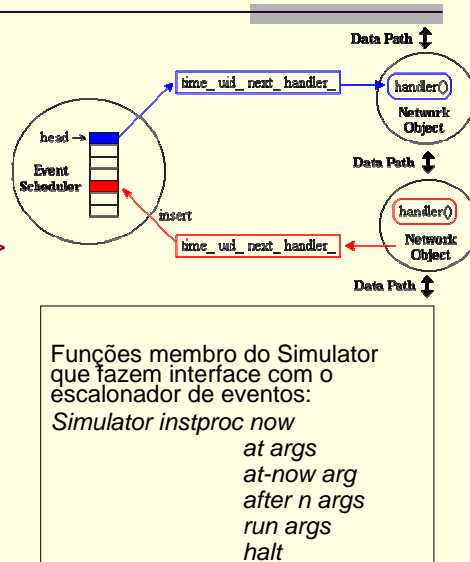 Data Path
time_ uid_ next_ handler_
handler()
Network
Object
head
Event
Scheduler
Data Path
insert
handler()
time_ uid_ next_ handler_
Network
Object
>
Data Path
Funções membro do Simulator
que fazem interface com o
escalonador de eventos:
Simulator instproc now
at args
at-now arg
after n args
run args
halt